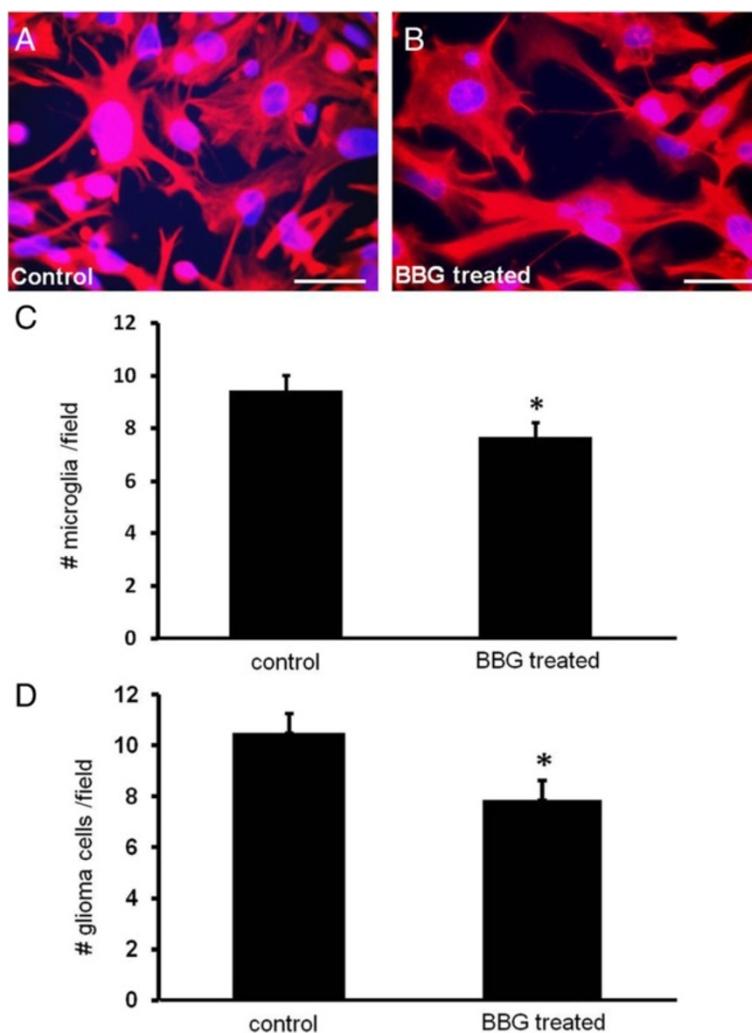 A
Control
B
BBG treated
C
# microglia /field
12
10
8
6
4
2
0
*
control
BBG treated
D
# glioma cells /field
12
10
8
6
4
2
0
*
control
BBG treated